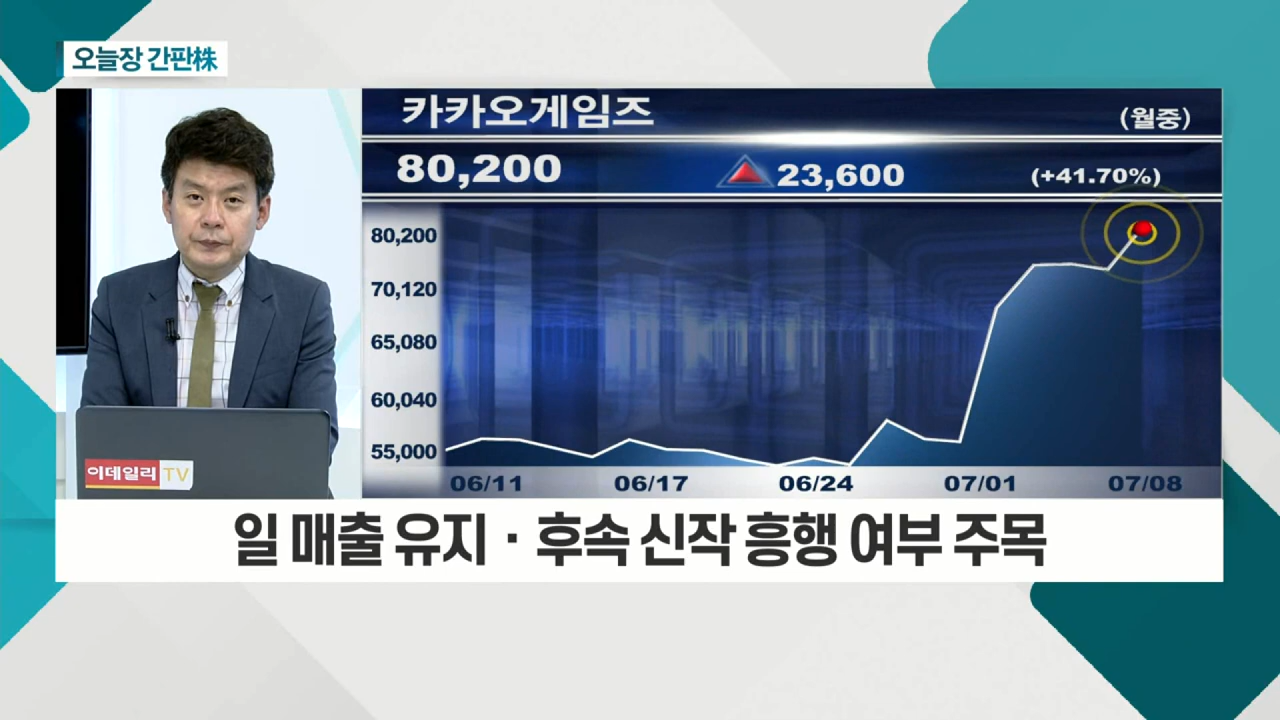 오늘장 간판株
카카오게임즈
(월중)
80,200
23,600
(+41.70%)
80,200
70,120
65,080
60,040
55,000
06/11
06/17
06/24
07/01
07/08
이데일리 TV
일 매출 유지·후속 신작 흥행 여부 주목